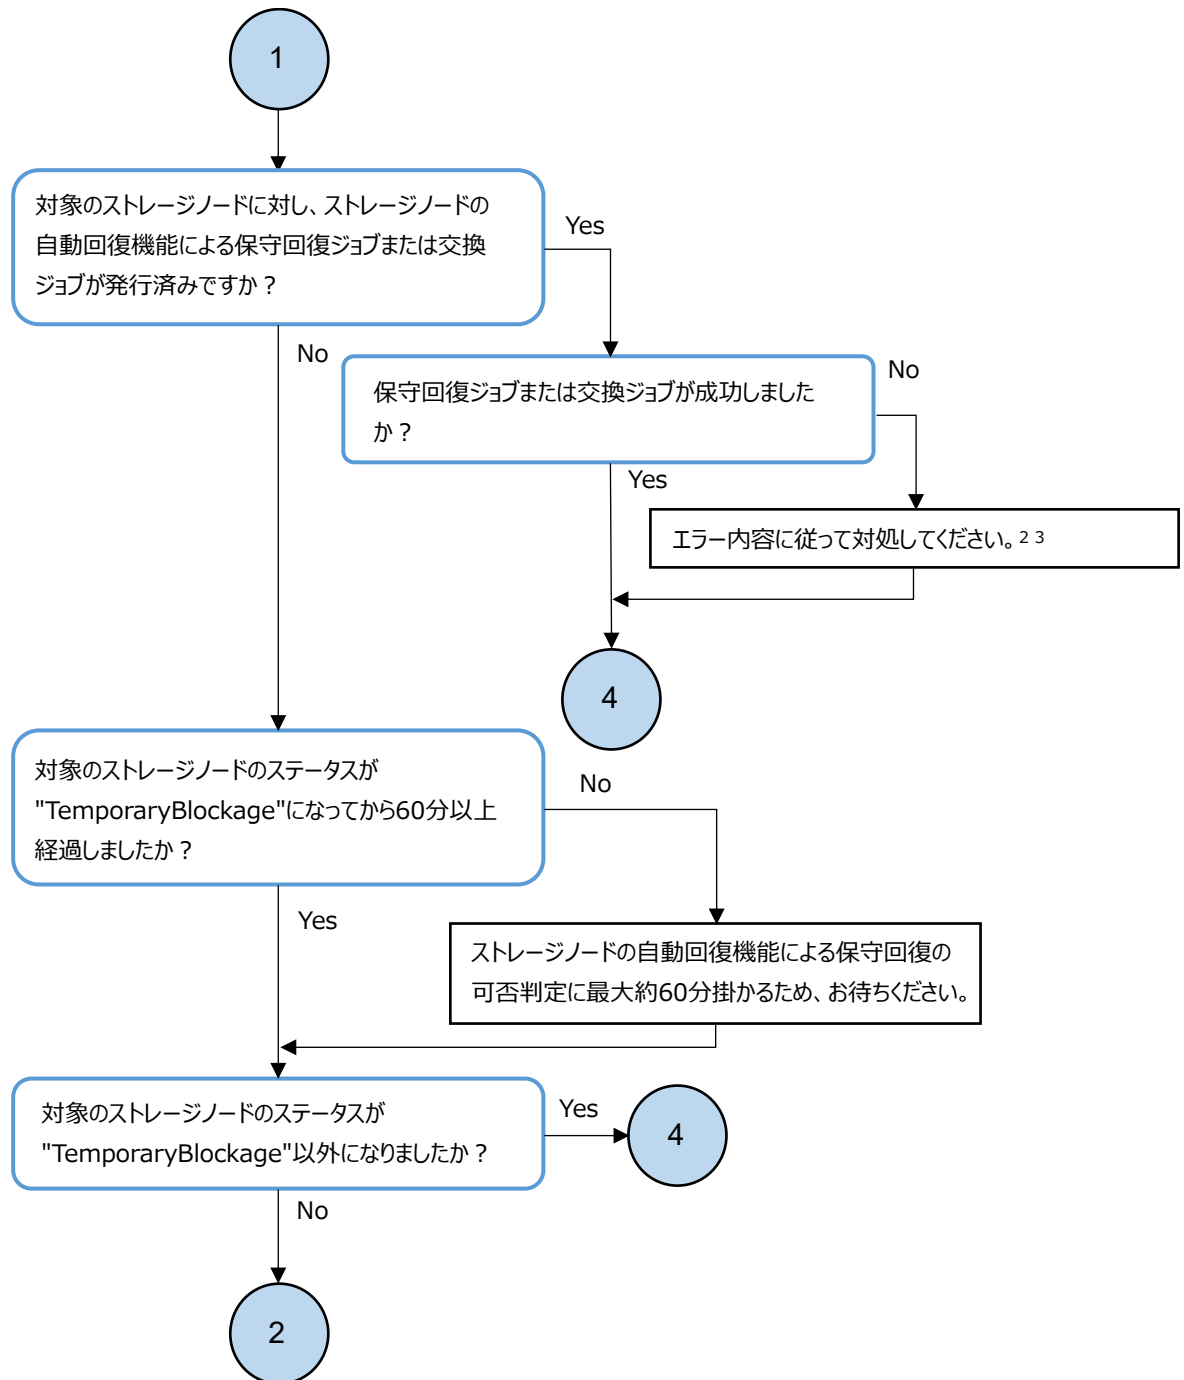 1
対象のストレージノードに対し、ストレージノードの
自動回復機能による保守回復ジョブまたは交換
ジョブが発行済みですか？
Yes
No
保守回復ジョブまたは交換ジョブが成功しました
か？
No
Yes
エラー内容に従って対処してください。2 3
4
対象のストレージノードのステータスが
"TemporaryBlockage"になってから60分以上
経過しましたか？
No
Yes
ストレージノードの自動回復機能による保守回復の
可否判定に最大約60分掛かるため、お待ちください。
対象のストレージノードのステータスが
"TemporaryBlockage"以外になりましたか？
Yes
4
No
2